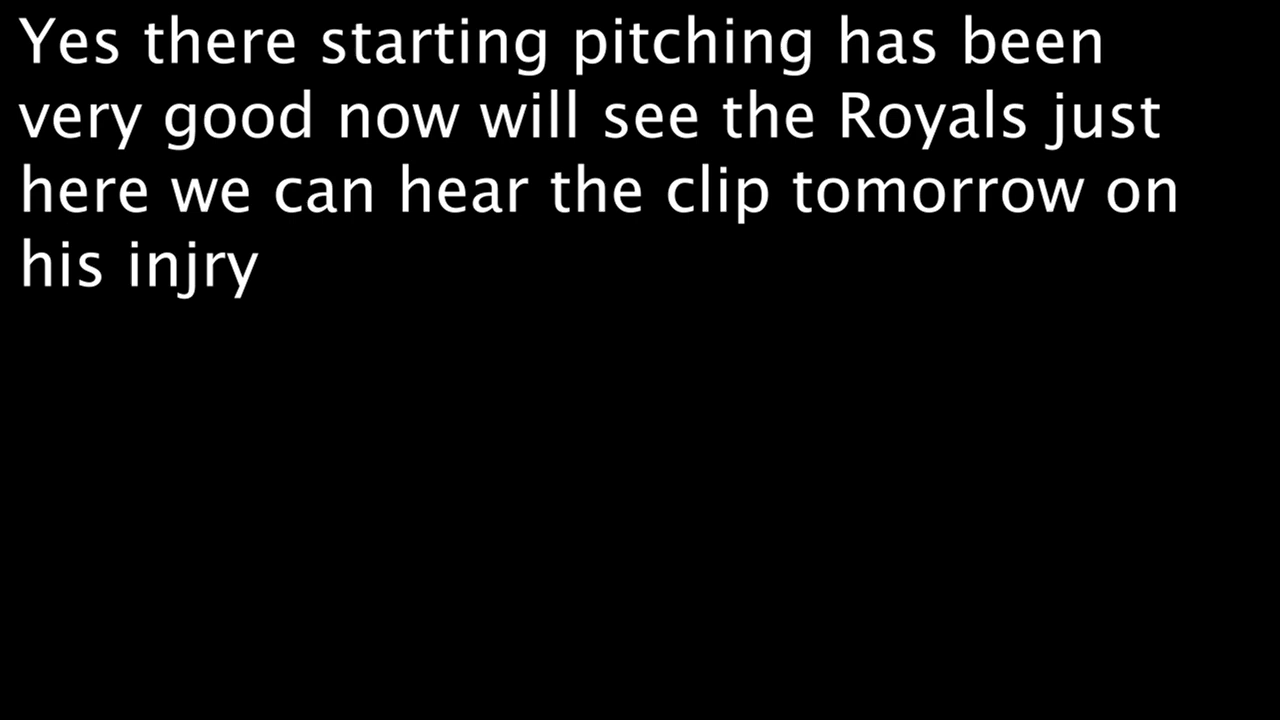 Yes there starting pitching has been
very good now will see the Royals just
here we can hear the clip tomorrow on
his injry